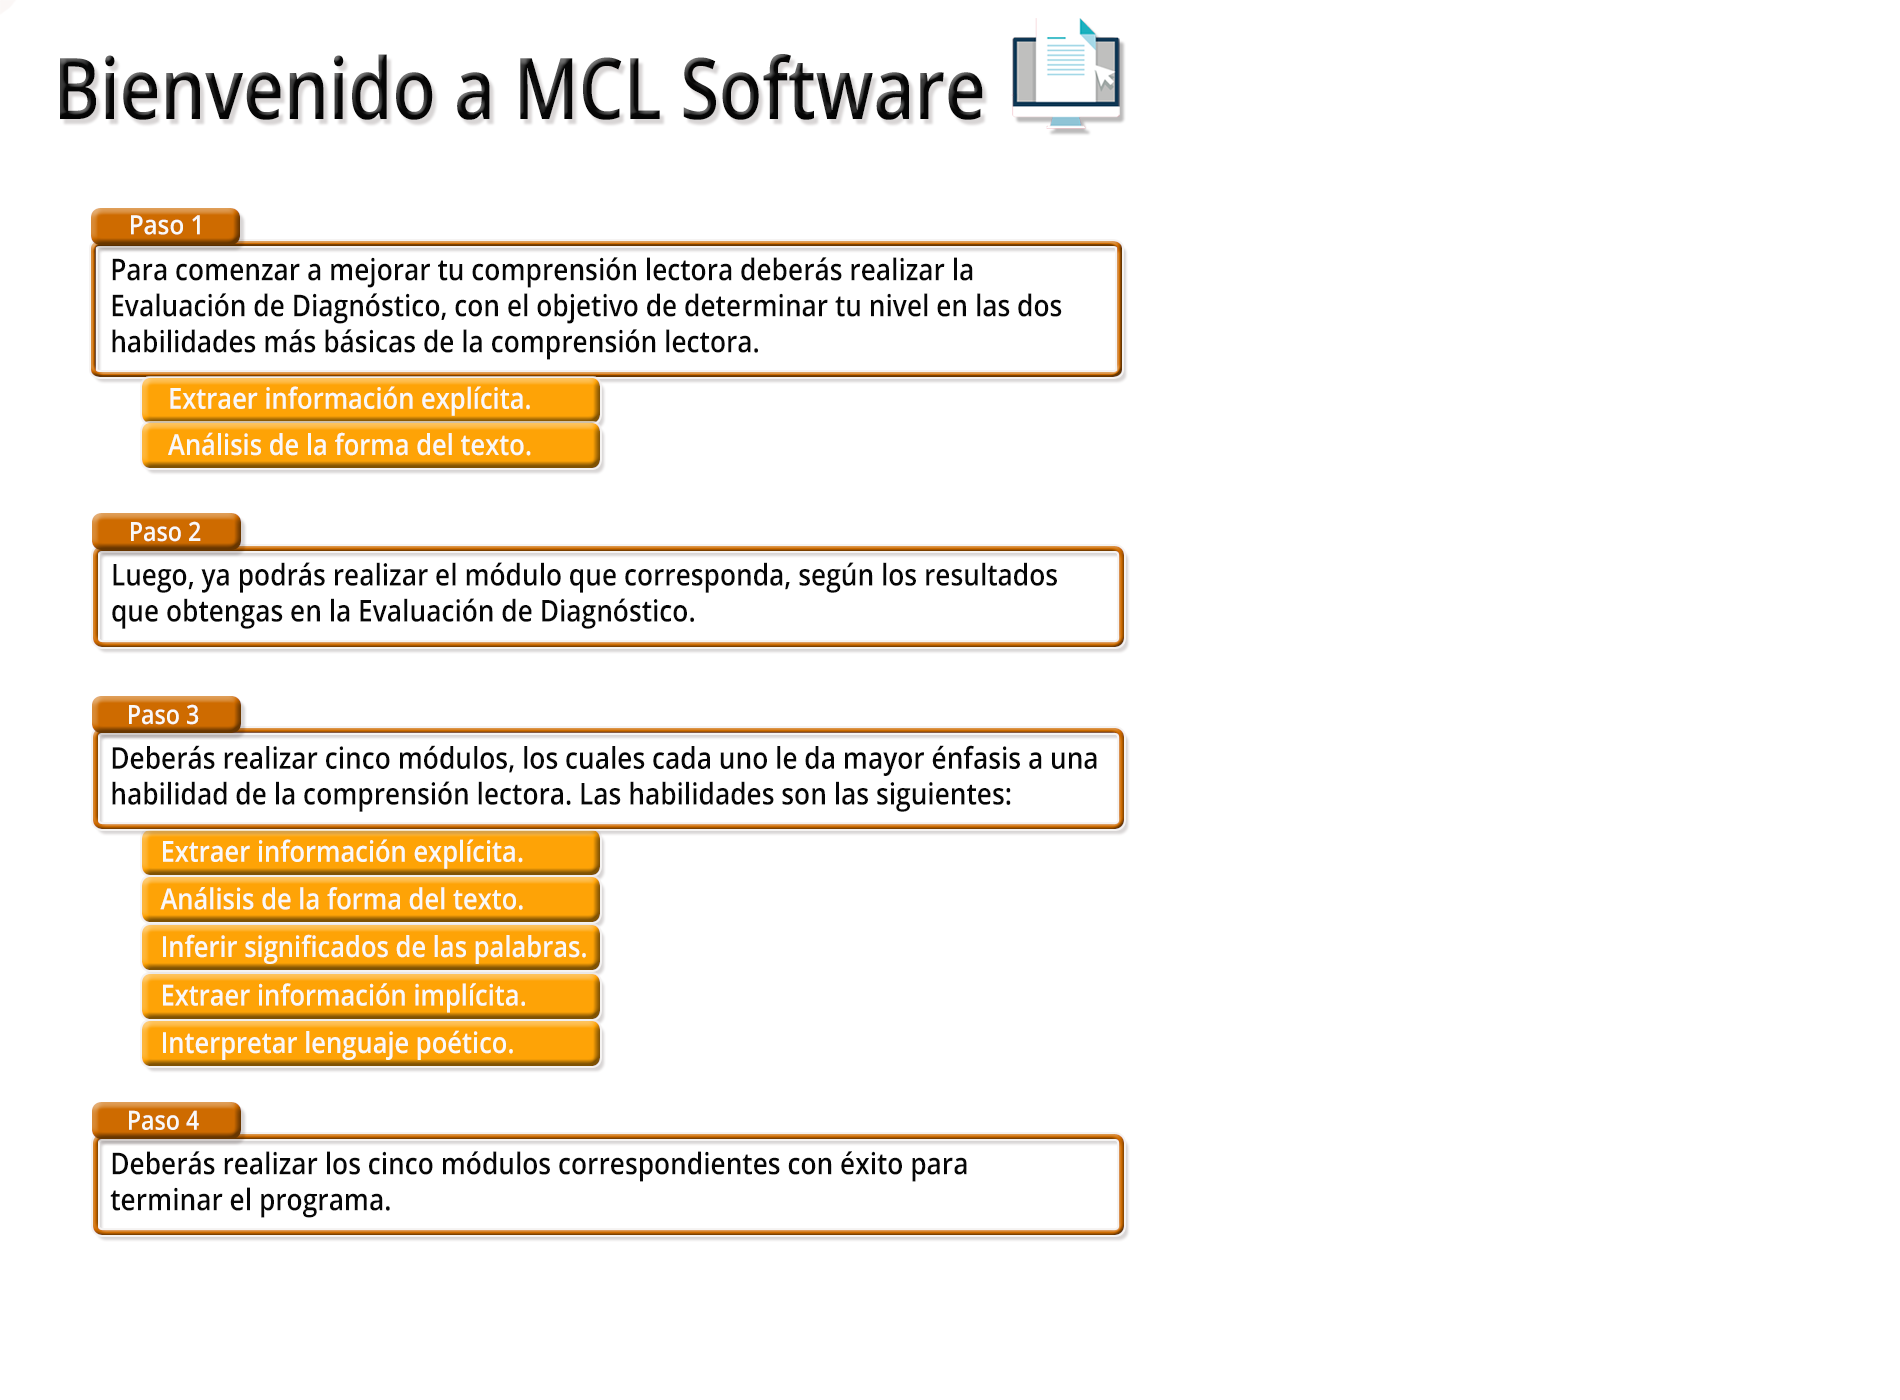 Bienvenido a MCL Software
Paso 1
Para comenzar a mejorar tu comprensión lectora deberás realizar la
Evaluación de Diagnóstico, con el objetivo de determinar tu nivel en las dos
habilidades más básicas de la comprensión lectora.
Extraer información explícita.
Análisis de la forma del texto.
Paso 2
Luego, ya podrás realizar el módulo que corresponda, según los resultados
que obtengas en la Evaluación de Diagnóstico.
Paso 3
Deberás realizar cinco módulos, los cuales cada uno le da mayor énfasis a una
habilidad de la comprensión lectora. Las habilidades son las siguientes:
Extraer información explícita.
Análisis de la forma del texto.
Inferir significados de las palabras.
Extraer información implícita.
Interpretar lenguaje poético.
Paso 4
Deberás realizar los cinco módulos correspondientes con éxito para
terminar el programa.